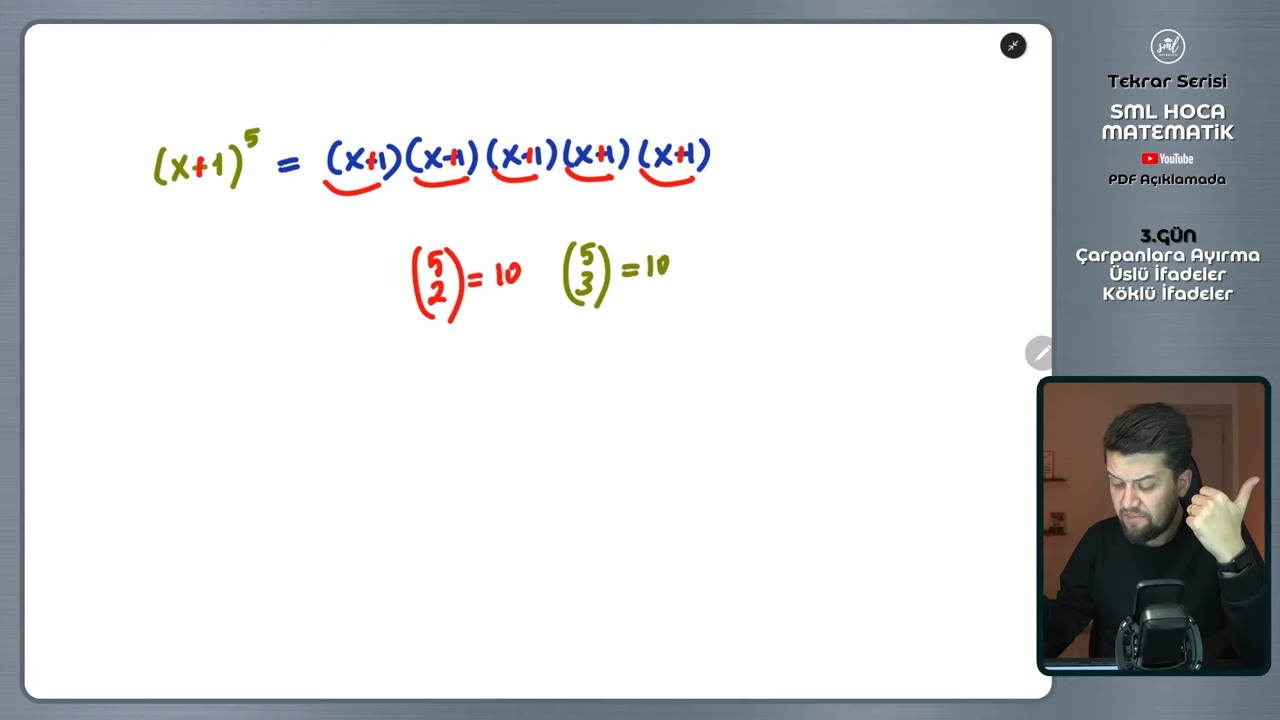 (x+1)^5 = (x+1)(x+1)(x+1)(x+1)(x+1)
(5 2) = 10 (5 3) = 10
sml
Tekrar Serisi
SML HOCA
MATEMATİK
YouTube
PDF Açıklamada
3.GÜN
Çarpanlara Ayırma
Üslü İfadeler
Köklü İfadeler